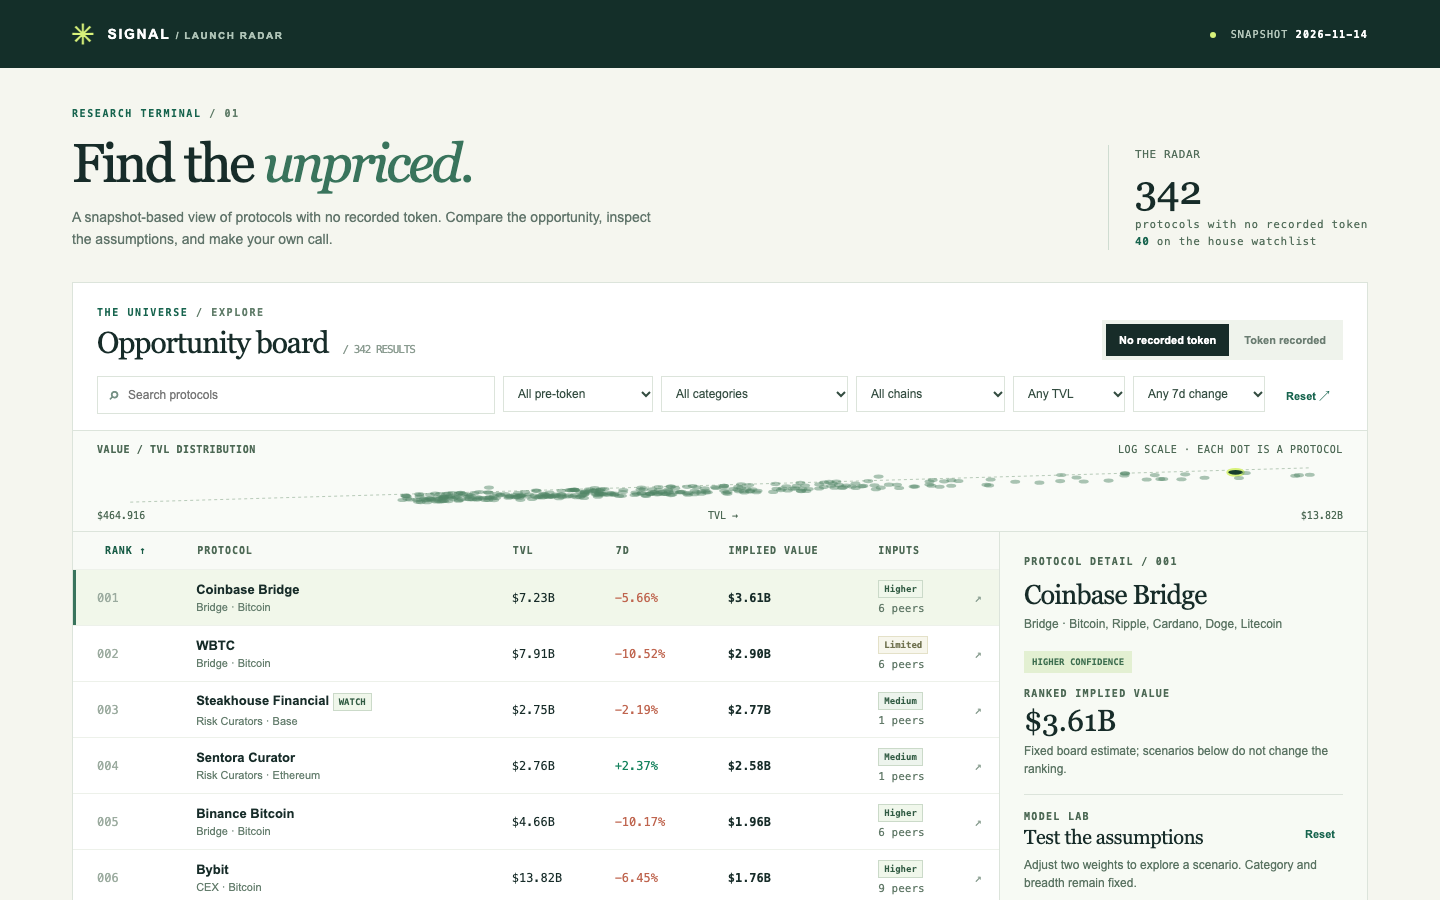 SIGNAL / LAUNCH RADAR
SNAPSHOT 2026-11-14
RESEARCH TERMINAL / 01
Find the unpriced.
A snapshot-based view of protocols with no recorded token. Compare the opportunity, inspect
the assumptions, and make your own call.
THE RADAR
342
protocols with no recorded token
40 on the house watchlist
THE UNIVERSE / EXPLORE
Opportunity board / 342 RESULTS
No recorded token
Token recorded
Search protocols
All pre-token
All categories
All chains
Any TVL
Any 7d change
Reset ↗
VALUE / TVL DISTRIBUTION
LOG SCALE · EACH DOT IS A PROTOCOL
$464.916
TVL →
$13.82B
RANK ↑ PROTOCOL TVL 7D IMPLIED VALUE INPUTS
001 Coinbase Bridge $7.23B −5.66% $3.61B Higher ↗
Bridge · Bitcoin 6 peers
002 WBTC $7.91B −10.52% $2.90B Limited ↗
Bridge · Bitcoin 6 peers
003 Steakhouse Financial WATCH $2.75B −2.19% $2.77B Medium ↗
Risk Curators · Base 1 peers
004 Sentora Curator $2.76B +2.37% $2.58B Medium ↗
Risk Curators · Ethereum 1 peers
005 Binance Bitcoin $4.66B −10.17% $1.96B Higher ↗
Bridge · Bitcoin 6 peers
006 Bybit $13.82B −6.45% $1.76B Higher ↗
CEX · Bitcoin 9 peers
PROTOCOL DETAIL / 001
Coinbase Bridge
Bridge · Bitcoin, Ripple, Cardano, Doge, Litecoin
HIGHER CONFIDENCE
RANKED IMPLIED VALUE
$3.61B
Fixed board estimate; scenarios below do not change the
ranking.
MODEL LAB
Test the assumptions
Reset
Adjust two weights to explore a scenario. Category and
breadth remain fixed.